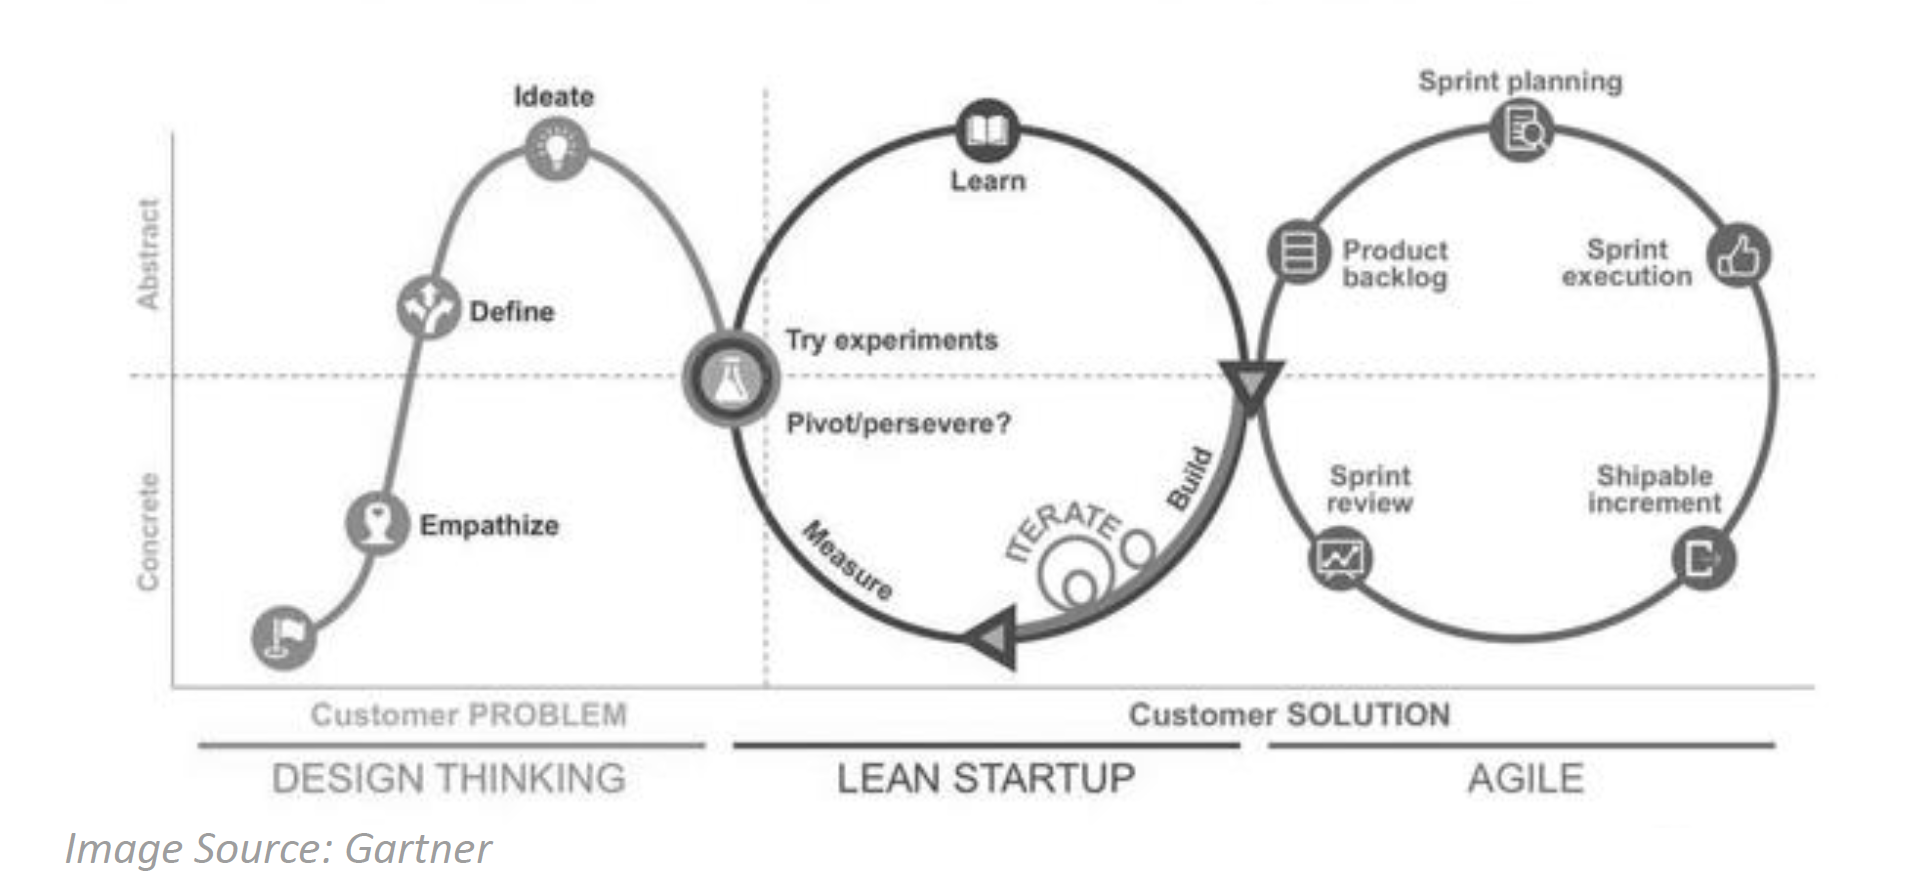 Abstract
Concrete
Ideate
Define
Empathize
Learn
Try experiments
Pivot/persevere?
Measure
ITERATE
Build
Sprint planning
Product
backlog
Sprint
execution
Sprint
review
Shipable
increment
Customer PROBLEM
Customer SOLUTION
DESIGN THINKING
LEAN STARTUP
AGILE
Image Source: Gartner